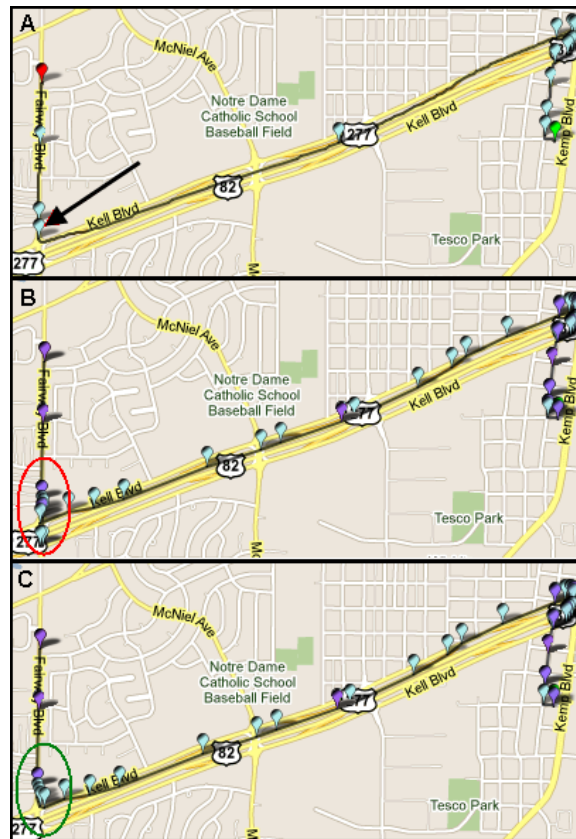 A
McNiel Ave
Fairway Blvd
Notre Dame
Catholic School
Baseball Field
277
Kell Blvd
82
Kell Blvd
Kemp Blvd
Tesco Park
277
B
McNiel Ave
Blvd
Notre Dame
Catholic School
Baseball Field
77
Kell Blvd
82
Kell Blvd
Kemp Blvd
Tesco Park
277
C
McNiel Ave
Fairway Blvd
Notre Dame
Catholic School
Baseball Field
77
Kell Blvd
82
Kell Blvd
Kemp Blvd
Tesco Park
277